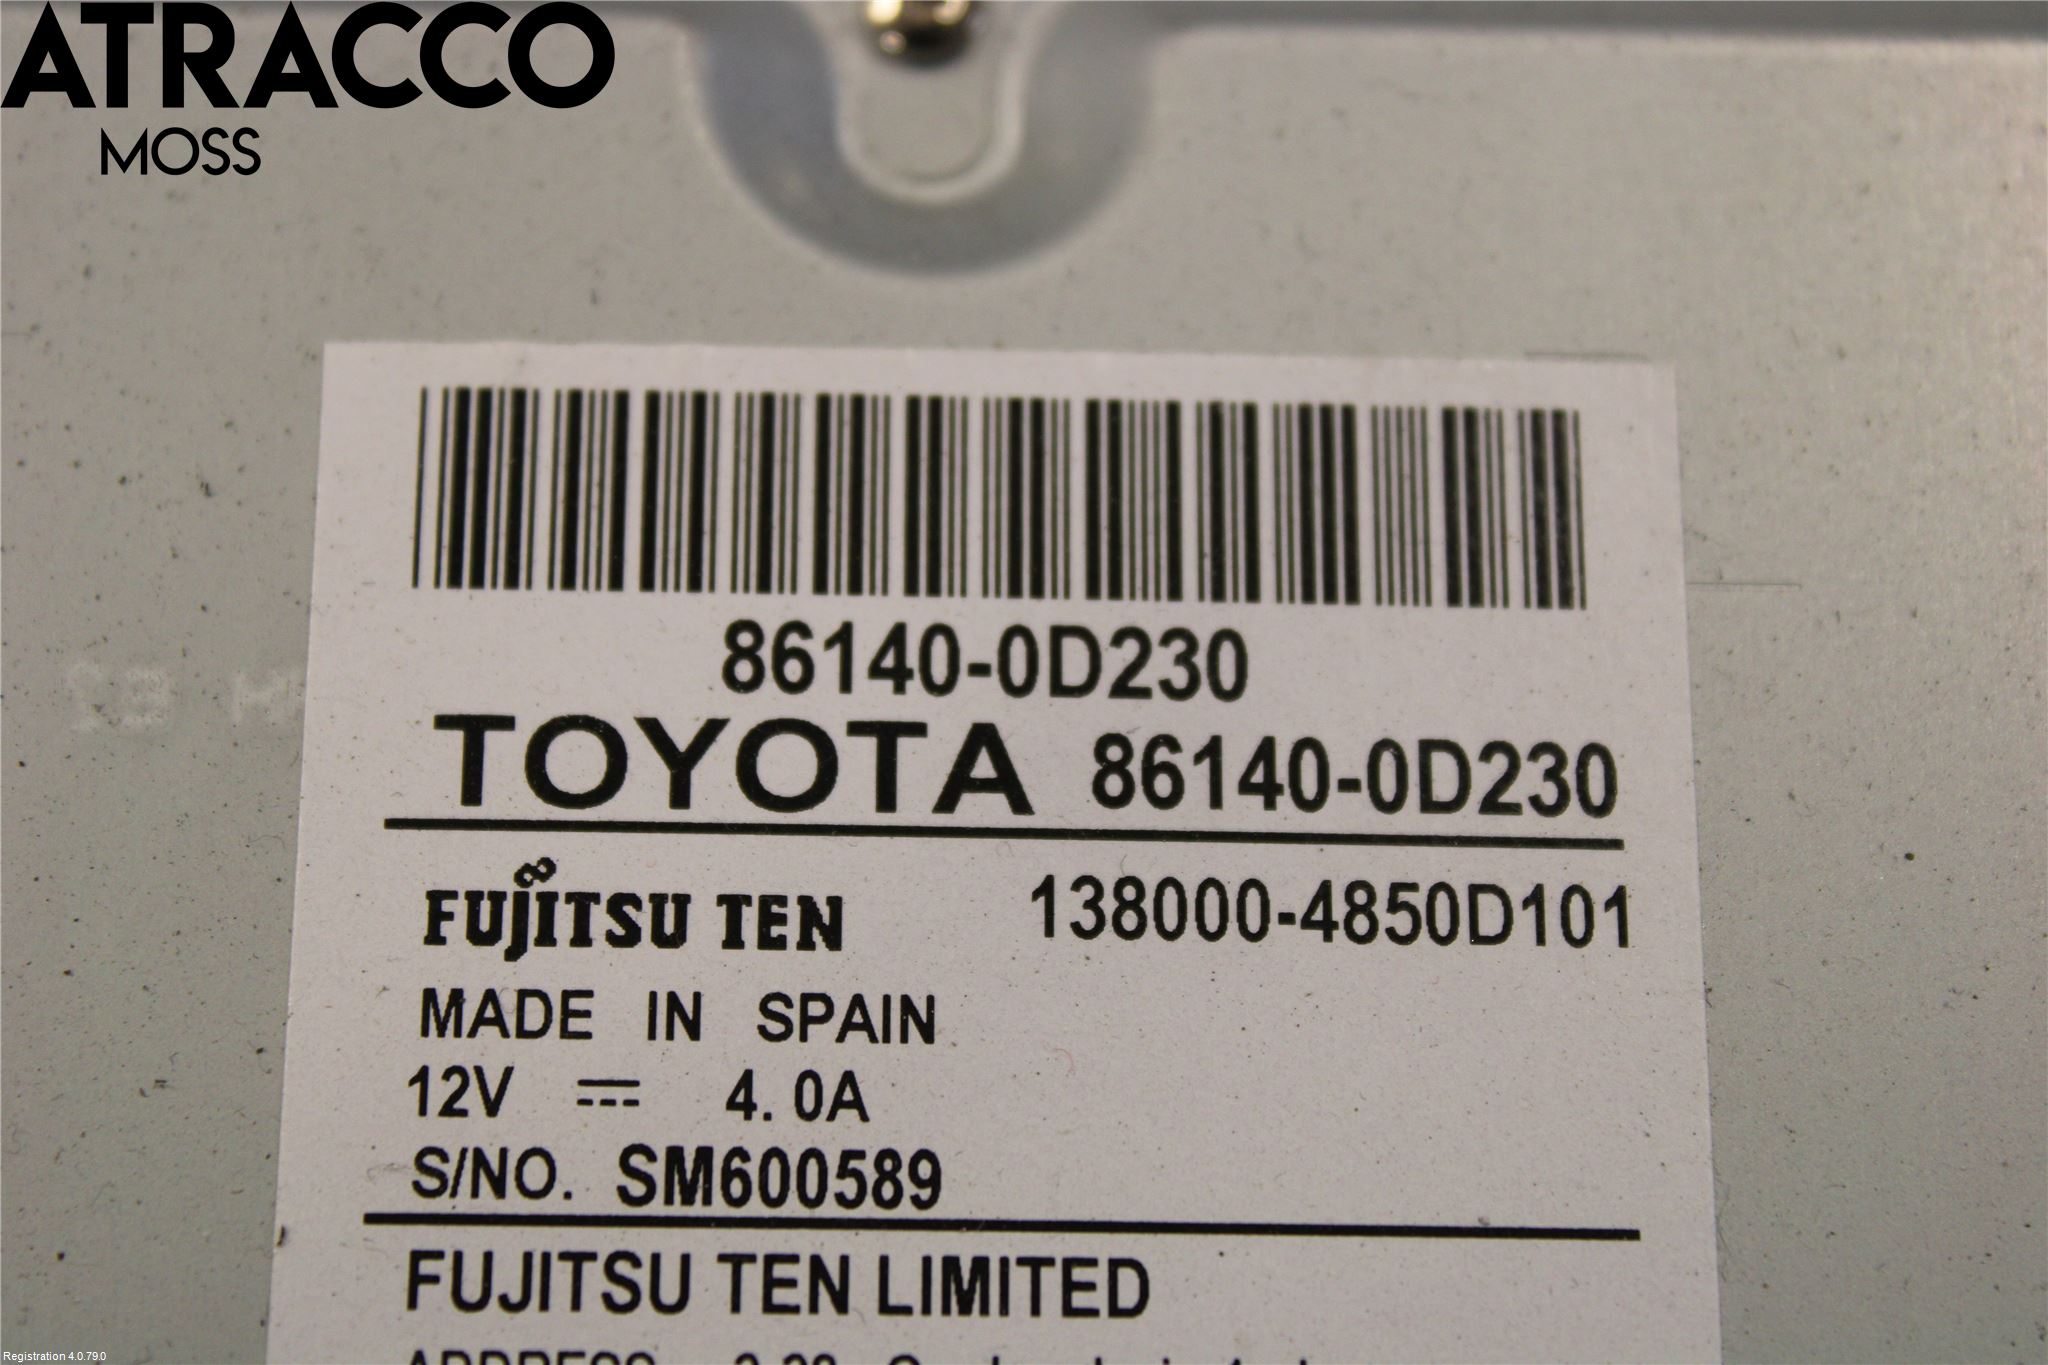 ATRACCO
MOSS
86140-0D230
TOYOTA 86140-0D230
FUJITSU TEN 138000-4850D101
MADE IN SPAIN
12V ⎓ 4.0A
S/NO. SM600589
FUJITSU TEN LIMITED
Registration 4.0.79.0